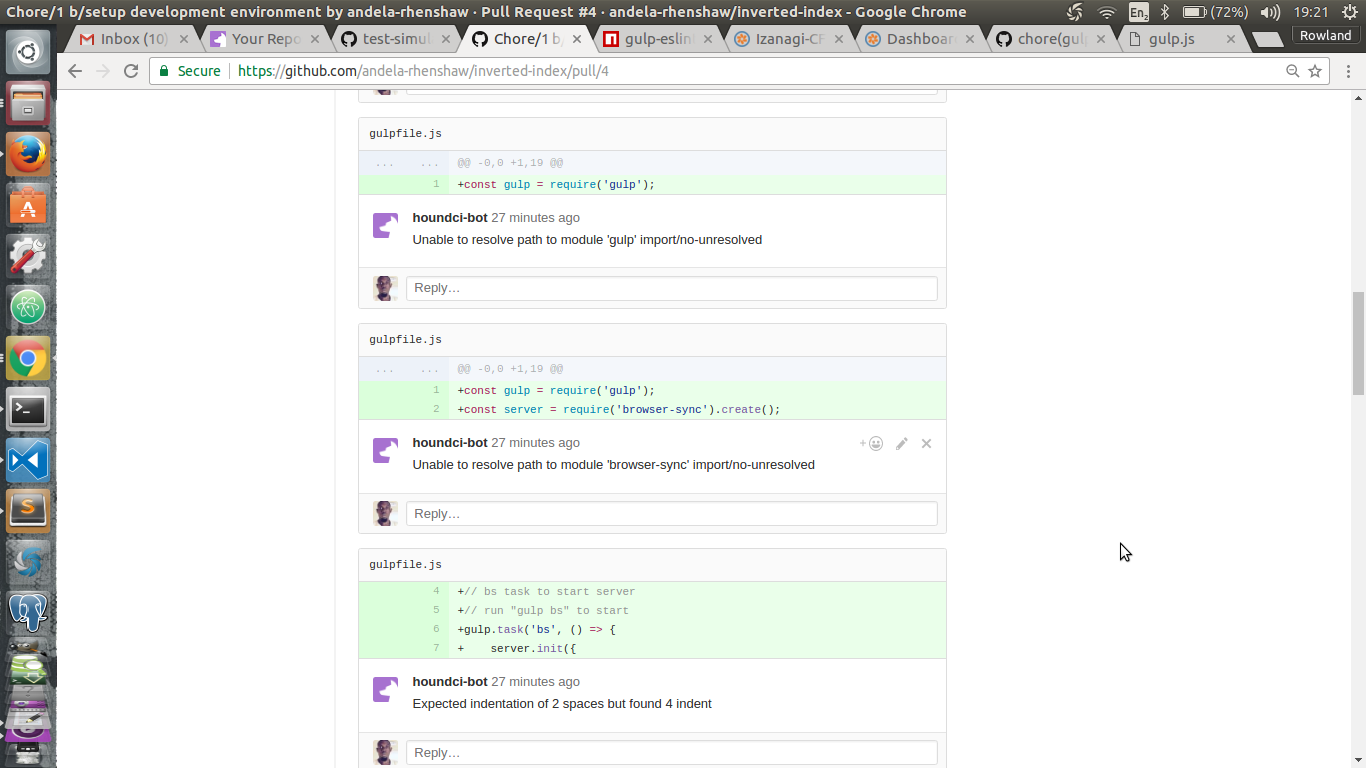 Chore/1 b/setup development environment by andela-rhenshaw · Pull Request #4 · andela-rhenshaw/inverted-index - Google Chrome
En2 (72%) 19:21
Inbox (10) Your Repo test-simul Chore/1 b/ gulp-eslin Izanagi-CF Dashboar chore(gul gulp.js Rowland
Secure https://github.com/andela-rhenshaw/inverted-index/pull/4
gulpfile.js
... ... @@ -0,0 +1,19 @@
1 +const gulp = require('gulp');
houndci-bot 27 minutes ago
Unable to resolve path to module 'gulp' import/no-unresolved
Reply…
gulpfile.js
... ... @@ -0,0 +1,19 @@
1 +const gulp = require('gulp');
2 +const server = require('browser-sync').create();
houndci-bot 27 minutes ago
Unable to resolve path to module 'browser-sync' import/no-unresolved
Reply…
gulpfile.js
4 +// bs task to start server
5 +// run "gulp bs" to start
6 +gulp.task('bs', () => {
7 +    server.init({
houndci-bot 27 minutes ago
Expected indentation of 2 spaces but found 4 indent
Reply…